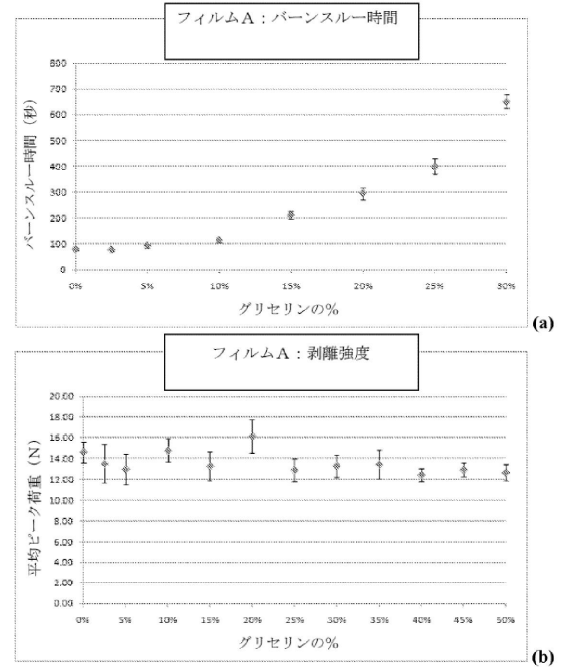 フィルムA：バーンスルー時間
バーンスルー時間（秒）
800
700
600
500
400
300
200
100
0
0% 5% 10% 15% 20% 25% 30%
グリセリンの%
(a)
フィルムA：剥離強度
平均ピーク荷重（N）
20.00
18.00
16.00
14.00
12.00
10.00
8.00
6.00
4.00
2.00
0.00
0% 5% 10% 15% 20% 25% 30% 35% 40% 45% 50%
グリセリンの%
(b)